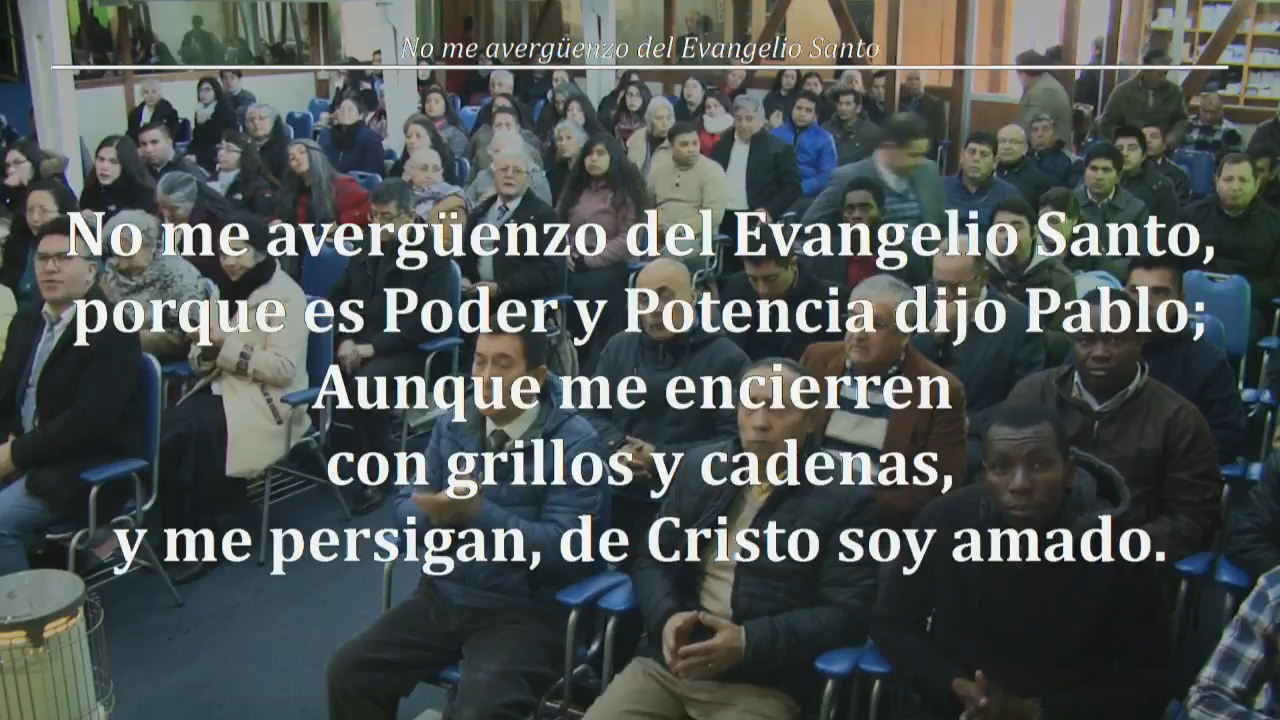 No me avergüenzo del Evangelio Santo
No me avergüenzo del Evangelio Santo,
porque es Poder y Potencia dijo Pablo;
Aunque me encierren
con grillos y cadenas,
y me persigan, de Cristo soy amado.